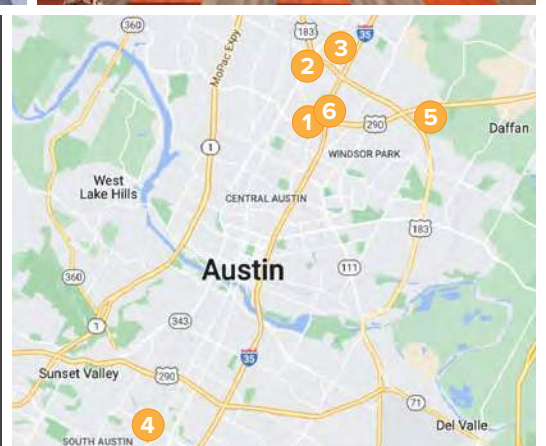 360
MoPac Expy
183
3
35
2
1
6
5
290
Daffan
1
WINDSOR PARK
West
Lake Hills
CENTRAL AUSTIN
183
Austin
111
360
1
343
35
Sunset Valley
290
71
4
Del Valle
SOUTH AUSTIN